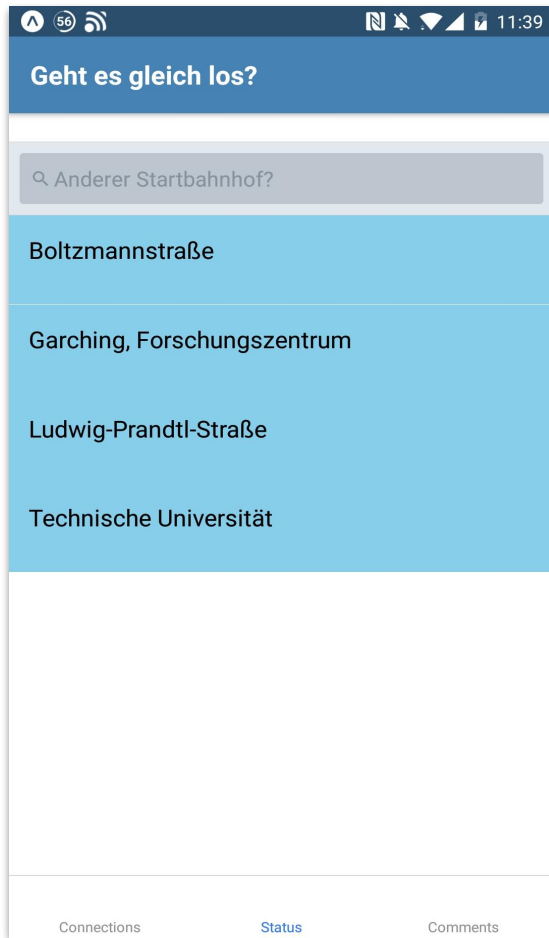 56 11:39
Geht es gleich los?
Anderer Startbahnhof?
Boltzmannstraße
Garching, Forschungszentrum
Ludwig-Prandtl-Straße
Technische Universität
Connections Status Comments